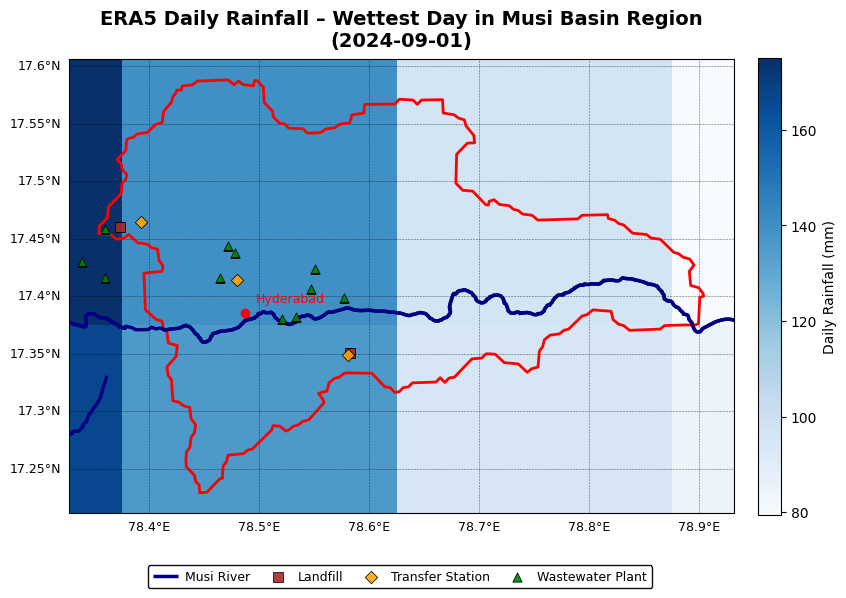 ERA5 Daily Rainfall – Wettest Day in Musi Basin Region
(2024-09-01)
17.6°N
17.55°N
17.5°N
17.45°N
17.4°N
17.35°N
17.3°N
17.25°N
Hyderabad
78.4°E 78.5°E 78.6°E 78.7°E 78.8°E 78.9°E
160
140
120
100
80
Daily Rainfall (mm)
Musi River Landfill Transfer Station Wastewater Plant